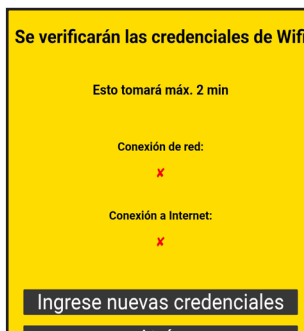 Se verificarán las credenciales de Wifi
Esto tomará máx. 2 min
Conexión de red:
✘
Conexión a Internet:
✘
Ingrese nuevas credenciales